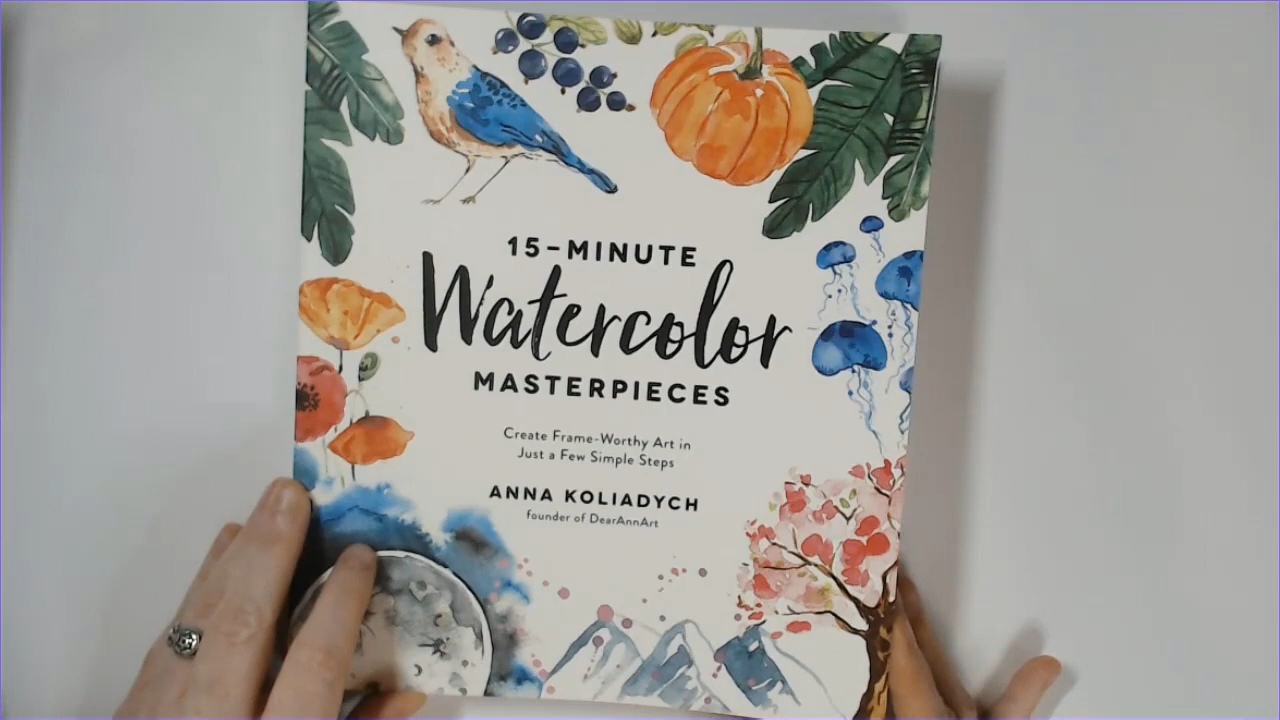 15-MINUTE
Watercolor
MASTERPIECES
Create Frame-Worthy Art in
Just a Few Simple Steps
ANNA KOLIADYCH
founder of DearAnnArt